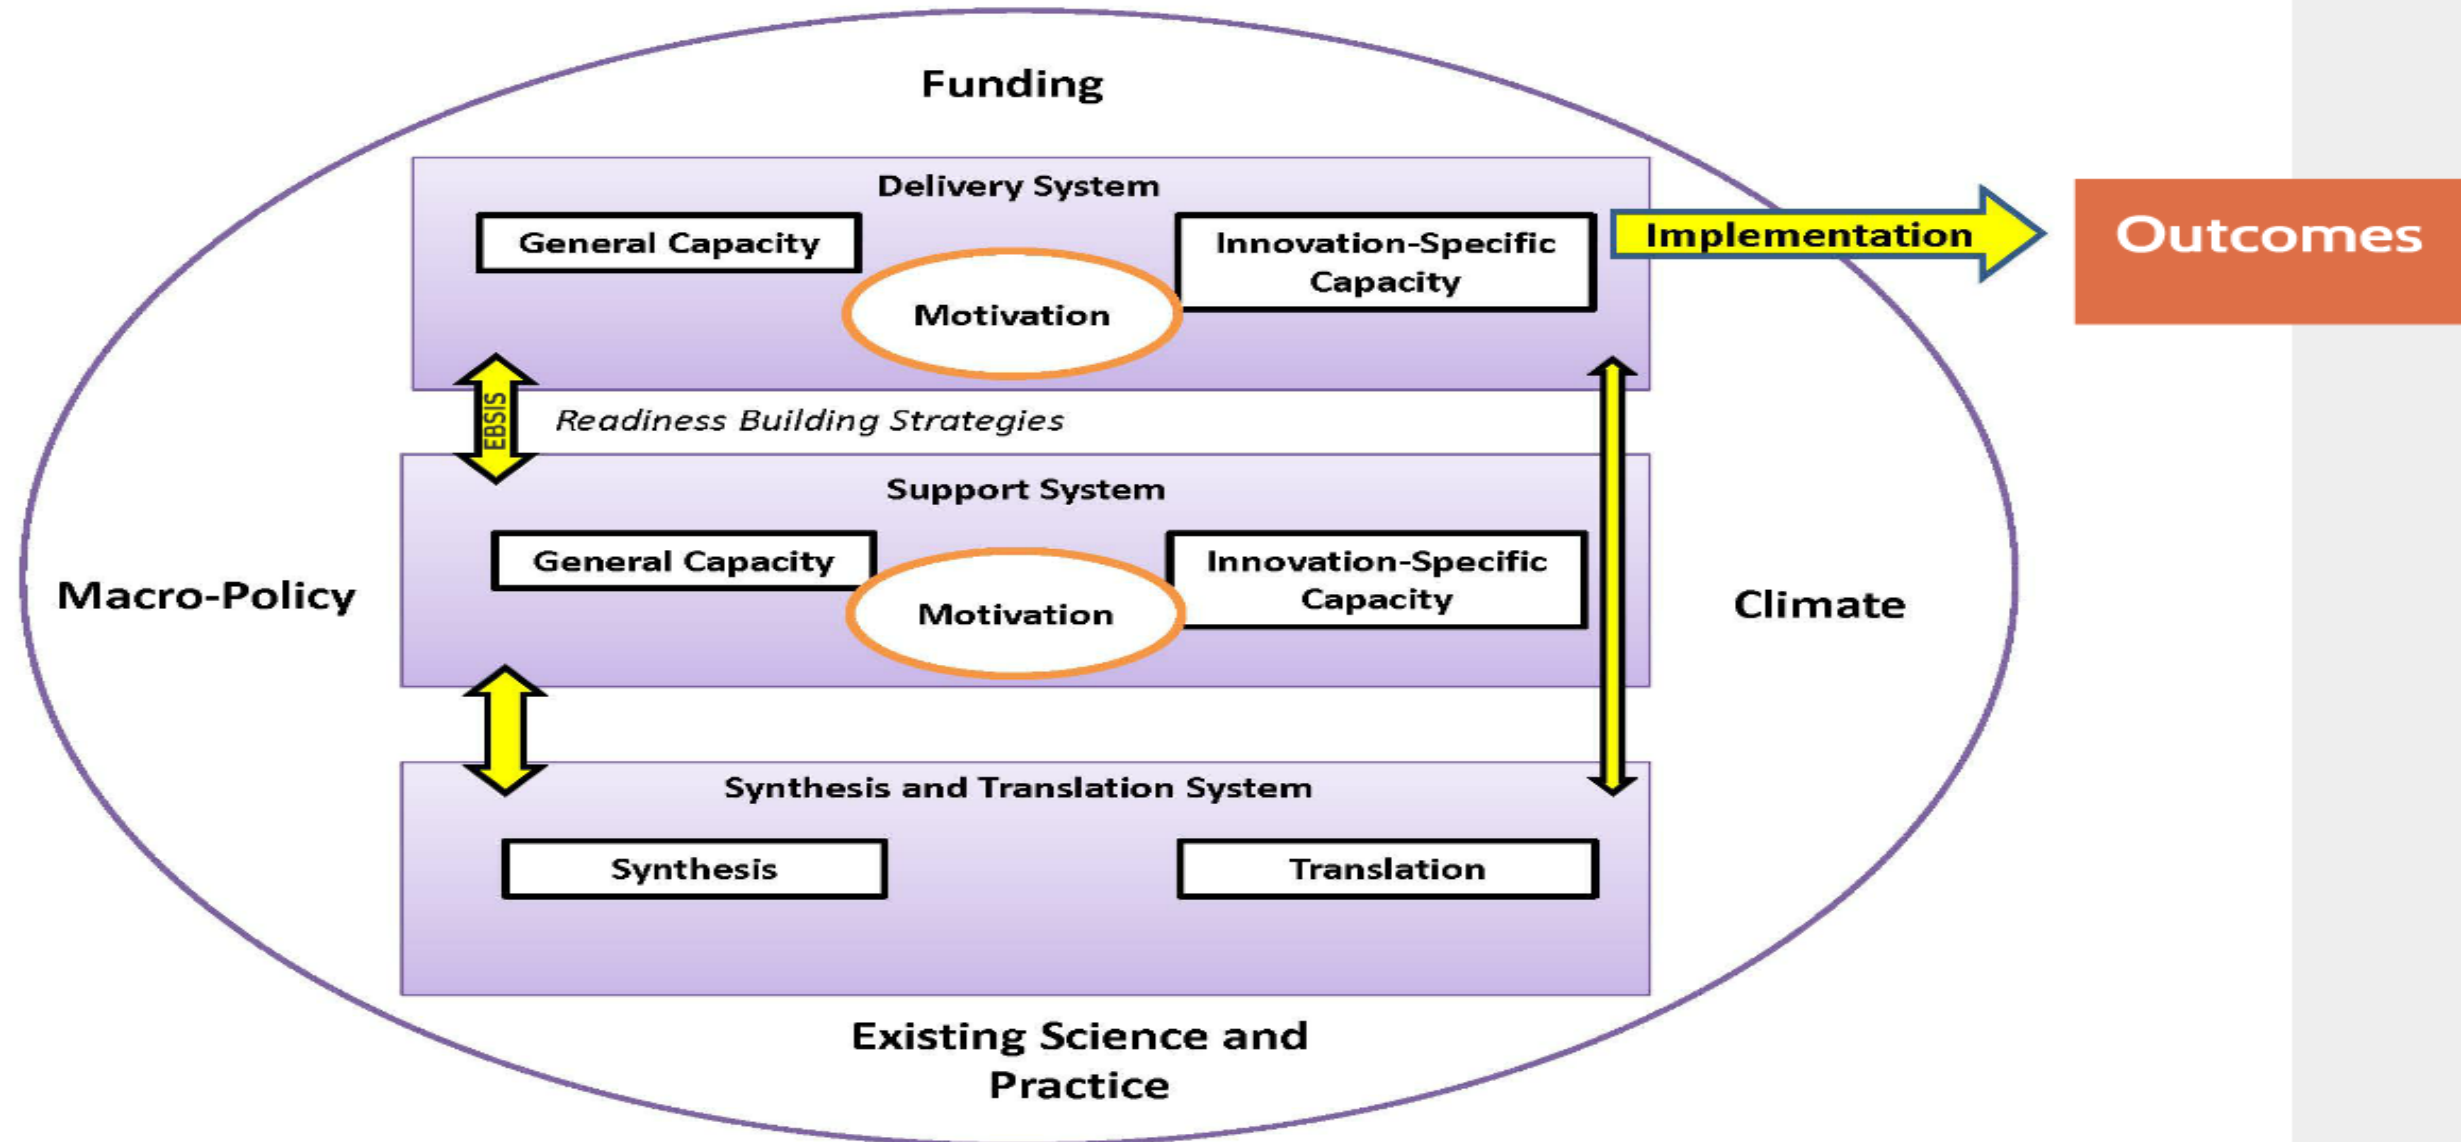 Funding
Delivery System
General Capacity
Innovation-Specific
Capacity
Motivation
Implementation
Outcomes
EBSIS
Readiness Building Strategies
Support System
General Capacity
Innovation-Specific
Capacity
Motivation
Macro-Policy
Climate
Synthesis and Translation System
Synthesis
Translation
Existing Science and
Practice